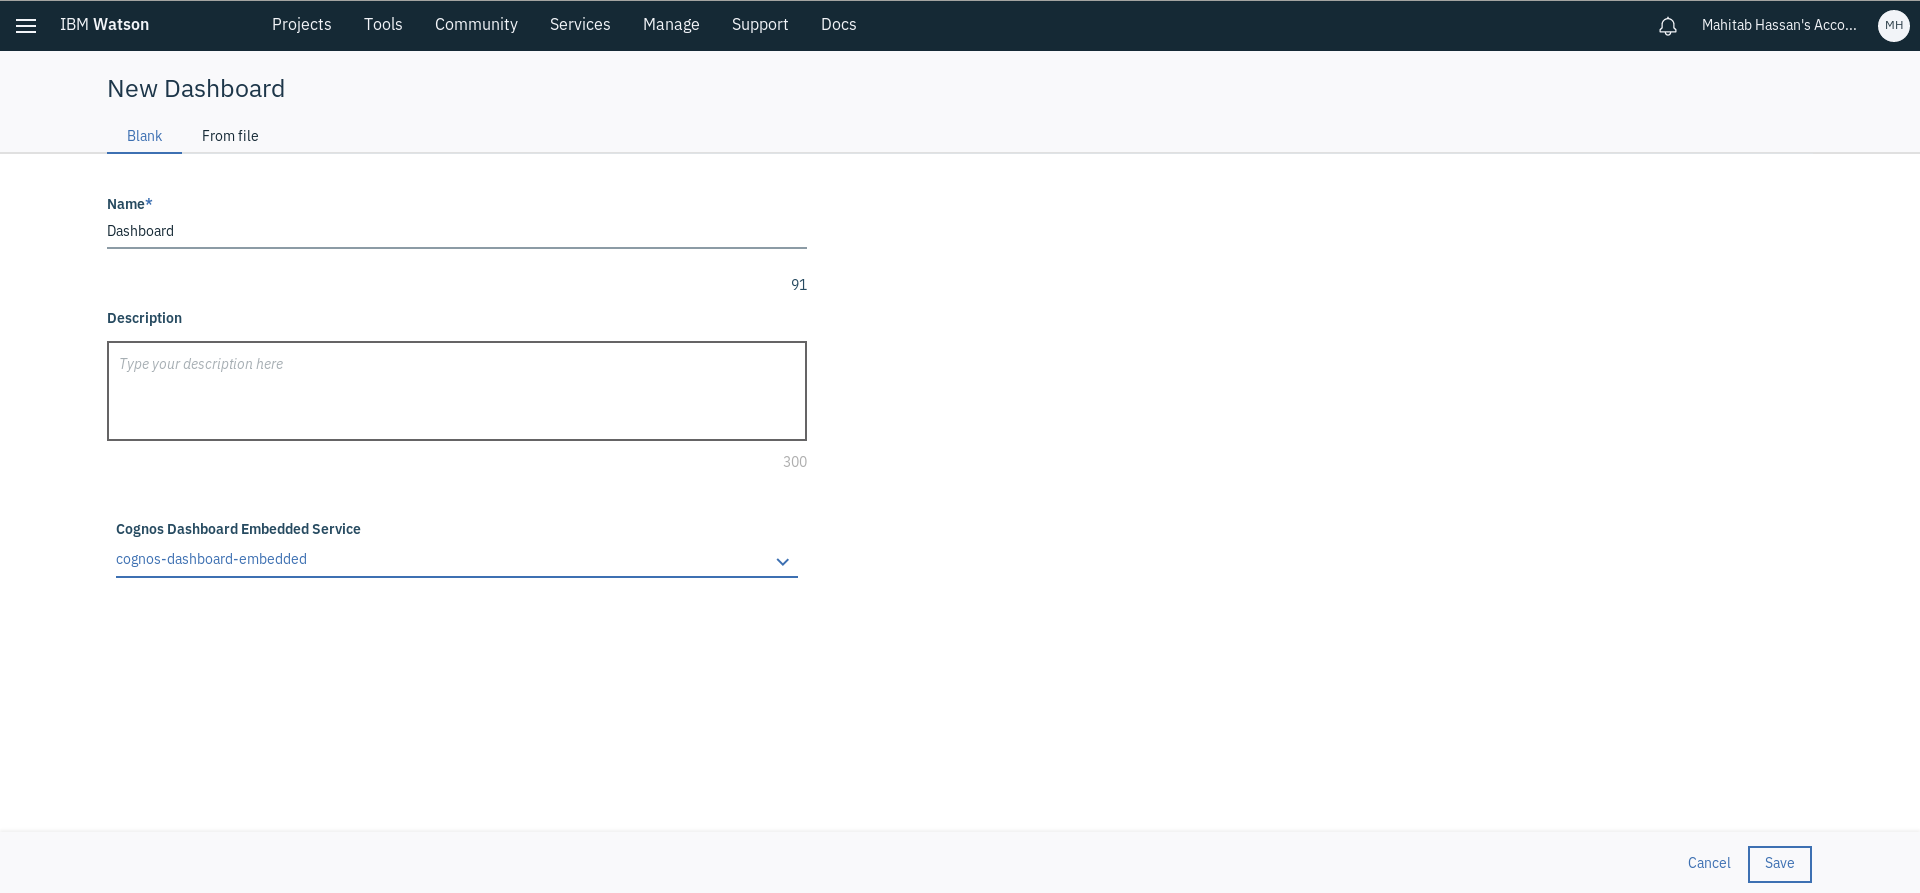 IBM Watson Projects Tools Community Services Manage Support Docs Mahitab Hassan's Acco... MH
New Dashboard
Blank From file
Name*
Dashboard
91
Description
Type your description here
300
Cognos Dashboard Embedded Service
cognos-dashboard-embedded
Cancel Save